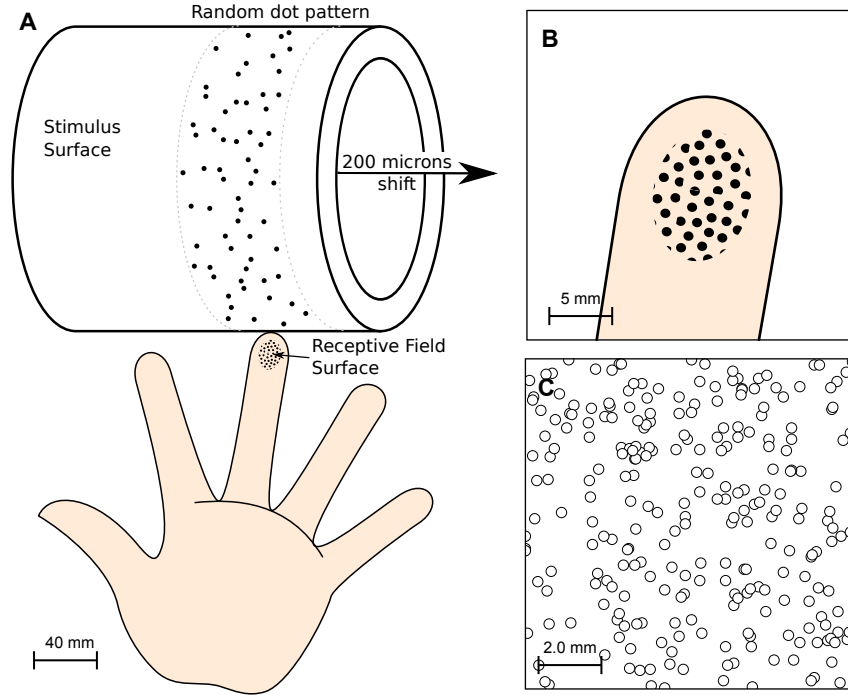 A
Random dot pattern
Stimulus
Surface
200 microns
shift
Receptive Field
Surface
40 mm
B
5 mm
C
2.0 mm